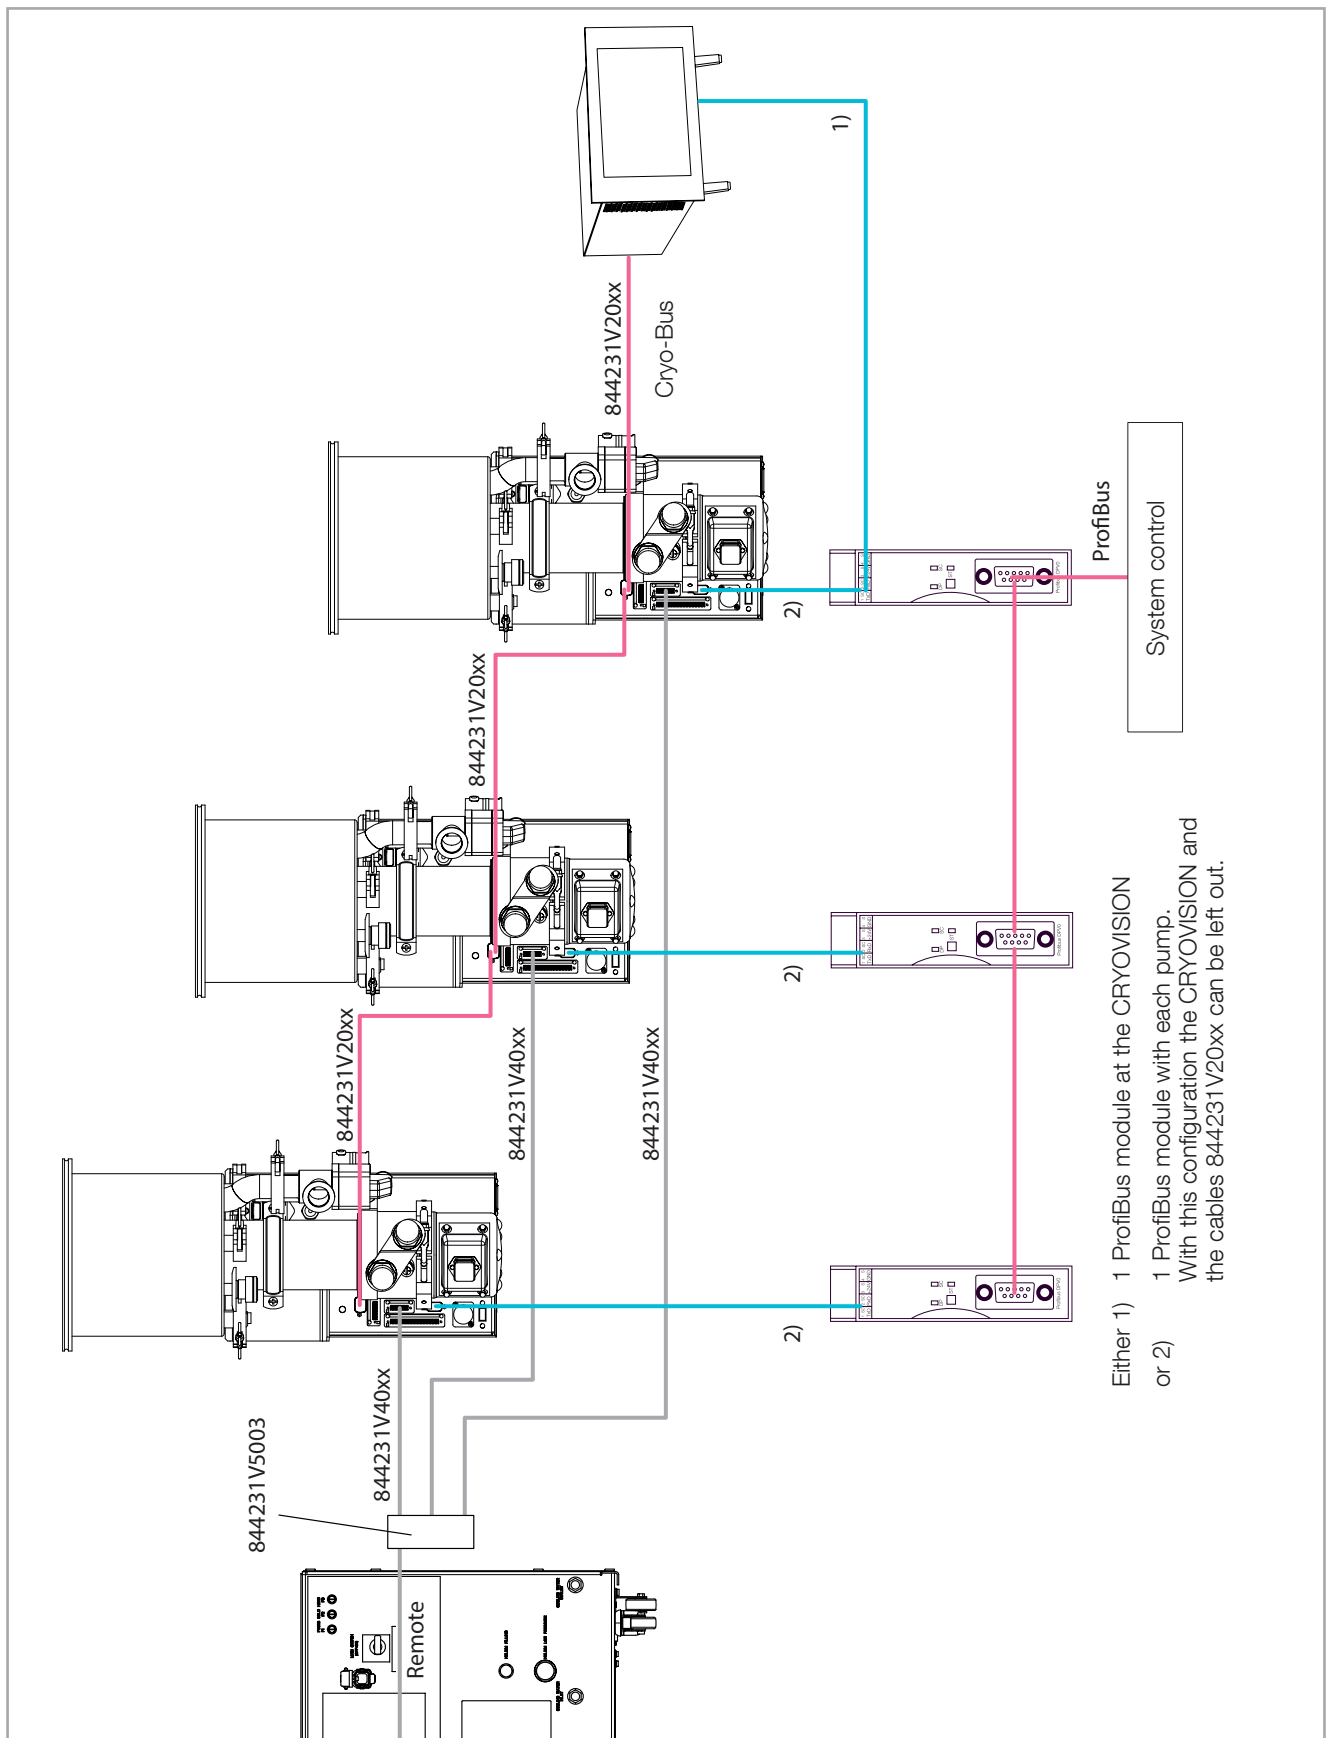 844231V5003
844231V40xx
844231V20xx
844231V40xx
844231V20xx
844231V40xx
844231V20xx
Cryo-Bus
1)
2)
2)
2)
Remote
ProfiBus
System control
Either 1) 1 ProfiBus module at the CRYOVISION
or 2) 1 ProfiBus module with each pump.
With this configuration the CRYOVISION and
the cables 844231V20xx can be left out.